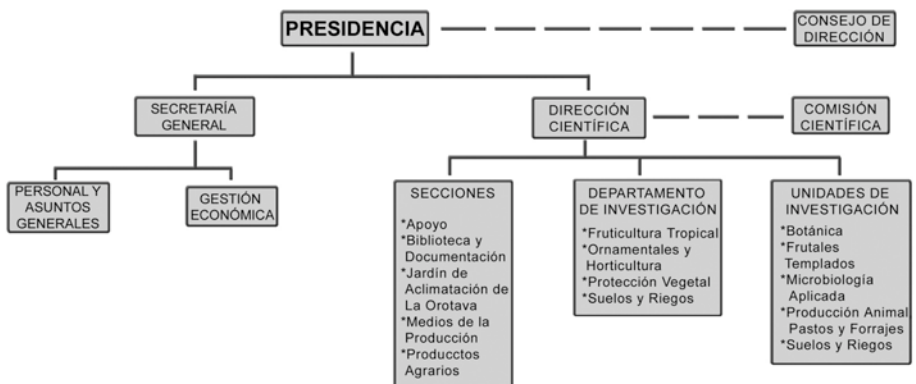 PRESIDENCIA
CONSEJO DE
DIRECCIÓN
SECRETARÍA
GENERAL
DIRECCIÓN
CIENTÍFICA
COMISIÓN
CIENTÍFICA
PERSONAL Y
ASUNTOS
GENERALES
GESTIÓN
ECONÓMICA
SECCIONES
*Apoyo
*Biblioteca y
Documentación
*Jardín de
Aclimatación de
La Orotava
*Medios de la
Producción
*Producctos
Agrarios
DEPARTAMENTO
DE INVESTIGACIÓN
*Fruticultura Tropical
*Ornamentales y
Horticultura
*Protección Vegetal
*Suelos y Riegos
UNIDADES DE
INVESTIGACIÓN
*Botánica
*Frutales
Templados
*Microbiología
Aplicada
*Producción Animal
Pastos y Forrajes
*Suelos y Riegos